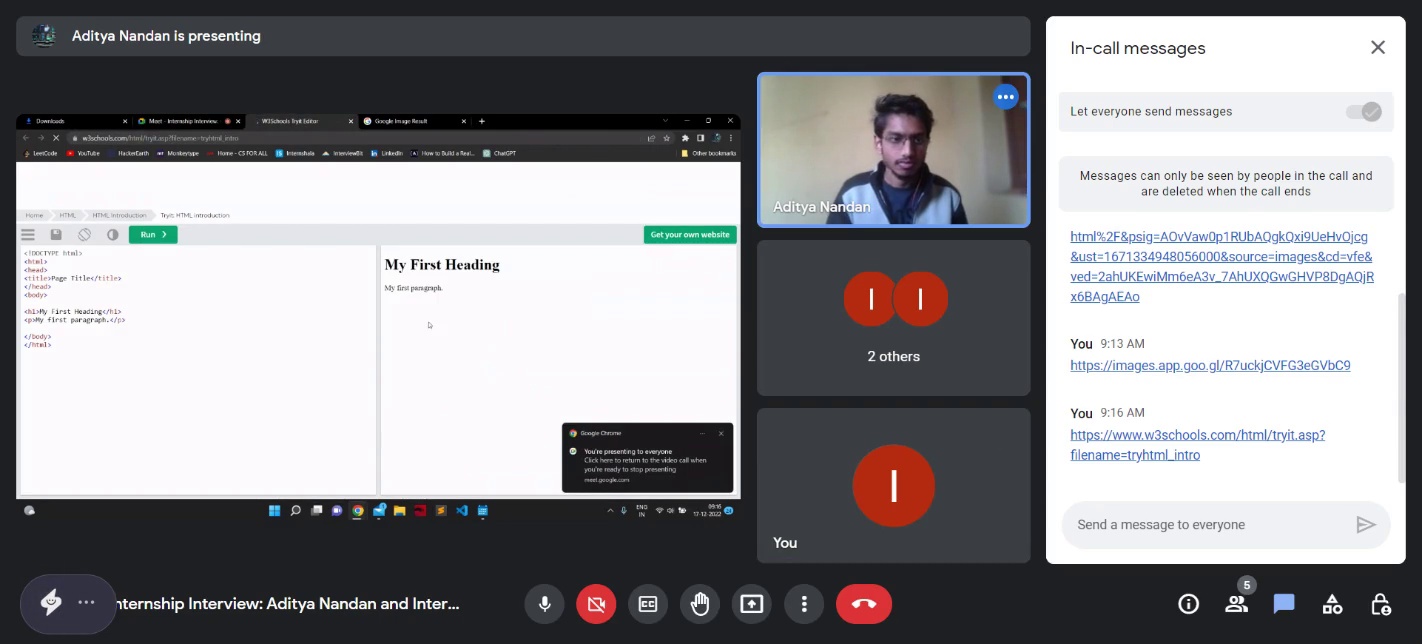 Aditya Nandan is presenting
Downloads
Meet - Internship Interview
W3Schools Tryit Editor
Google Image Result
w3schools.com/html/tryit.asp?filename=tryhtml_intro
LeetCode YouTube HackerEarth Monkeytype Home - CS FOR ALL Internshala InterviewBit LinkedIn How to Build a Real... ChatGPT Other bookmarks
Home HTML HTML Introduction Tryit: HTML introduction
Run
Get your own website
<!DOCTYPE html>
<html>
<head>
<title>Page Title</title>
</head>
<body>
<h1>My First Heading</h1>
<p>My first paragraph.</p>
</body>
</html>
My First Heading
My first paragraph.
Google Chrome
You're presenting to everyone
Click here to return to the video call when
you're ready to stop presenting
meet.google.com
ENG
IN
09:16
17-12-2022
Aditya Nandan
I I
2 others
I
You
In-call messages
Let everyone send messages
Messages can only be seen by people in the call and
are deleted when the call ends
html%2F&psig=AOvVaw0p1RUbAQgkQxi9UeHvOjcg
&ust=1671334948056000&source=images&cd=vfe&
ved=2ahUKEwiMm6eA3v_7AhUXQGwGHVP8DgAQjR
x6BAgAEAo
You 9:13 AM
https://images.app.goo.gl/R7uckjCVFG3eGVbC9
You 9:16 AM
https://www.w3schools.com/html/tryit.asp?
filename=tryhtml_intro
Send a message to everyone
nternship Interview: Aditya Nandan and Inter...
CC
5